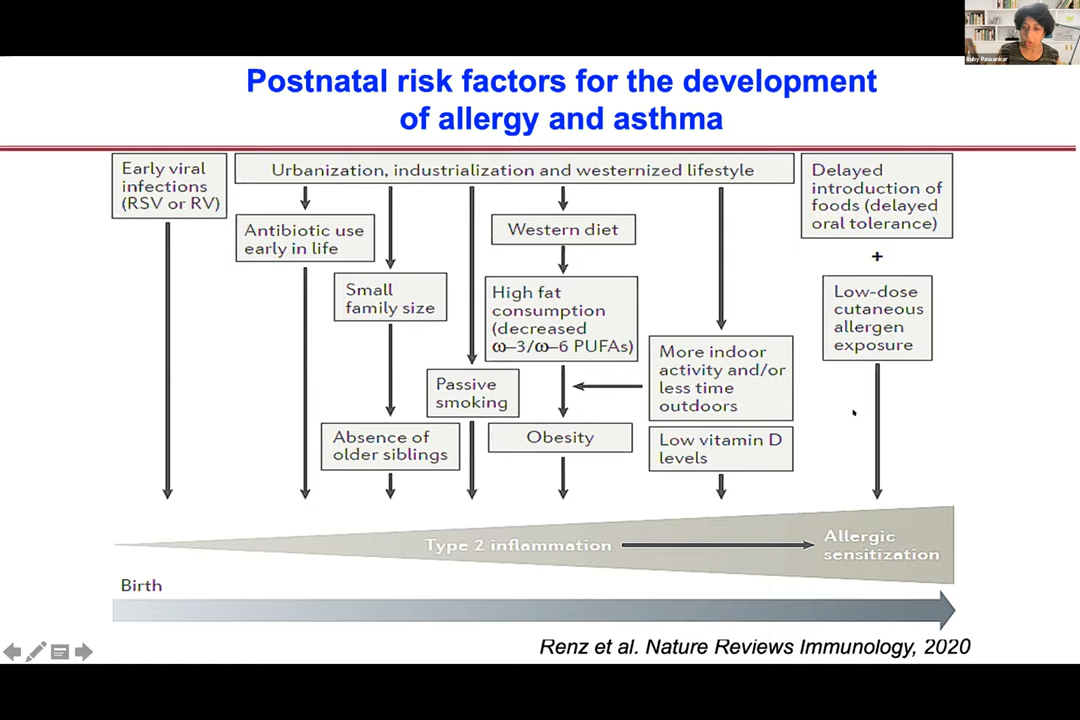 Ruby Pawankar
Postnatal risk factors for the development
of allergy and asthma
Early viral
infections
(RSV or RV)
Urbanization, industrialization and westernized lifestyle
Antibiotic use
early in life
Small
family size
Absence of
older siblings
Passive
smoking
Western diet
High fat
consumption
(decreased
ω–3/ω–6 PUFAs)
Obesity
More indoor
activity and/or
less time
outdoors
Low vitamin D
levels
Delayed
introduction of
foods (delayed
oral tolerance)
+
Low-dose
cutaneous
allergen
exposure
Type 2 inflammation
Allergic
sensitization
Birth
Renz et al. Nature Reviews Immunology, 2020